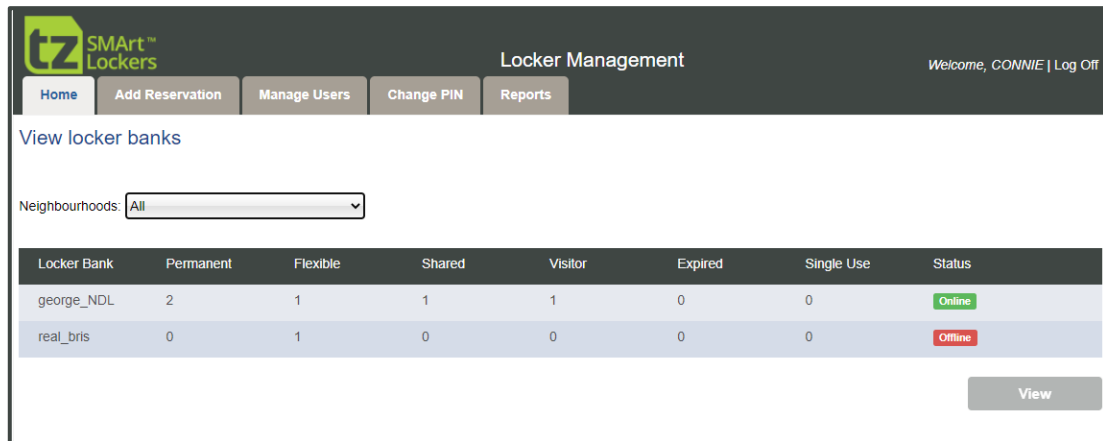 tz SMArt™ Lockers
Locker Management
Welcome, CONNIE | Log Off
Home Add Reservation Manage Users Change PIN Reports
View locker banks
Neighbourhoods: All
Locker Bank Permanent Flexible Shared Visitor Expired Single Use Status
george_NDL 2 1 1 1 0 0 Online
real_bris 0 1 0 0 0 0 Offline
View